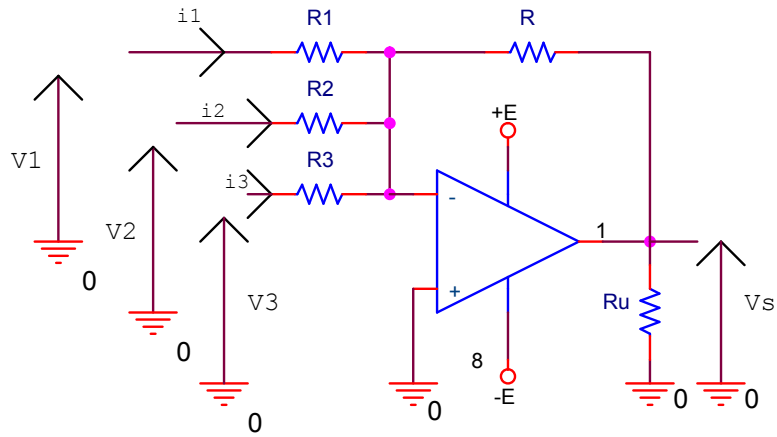 i1 R1 R
i2 R2 +E
V1 i3 R3
- 1
0 V2 V3 + Ru Vs
0 8
0 0 -E 0 0